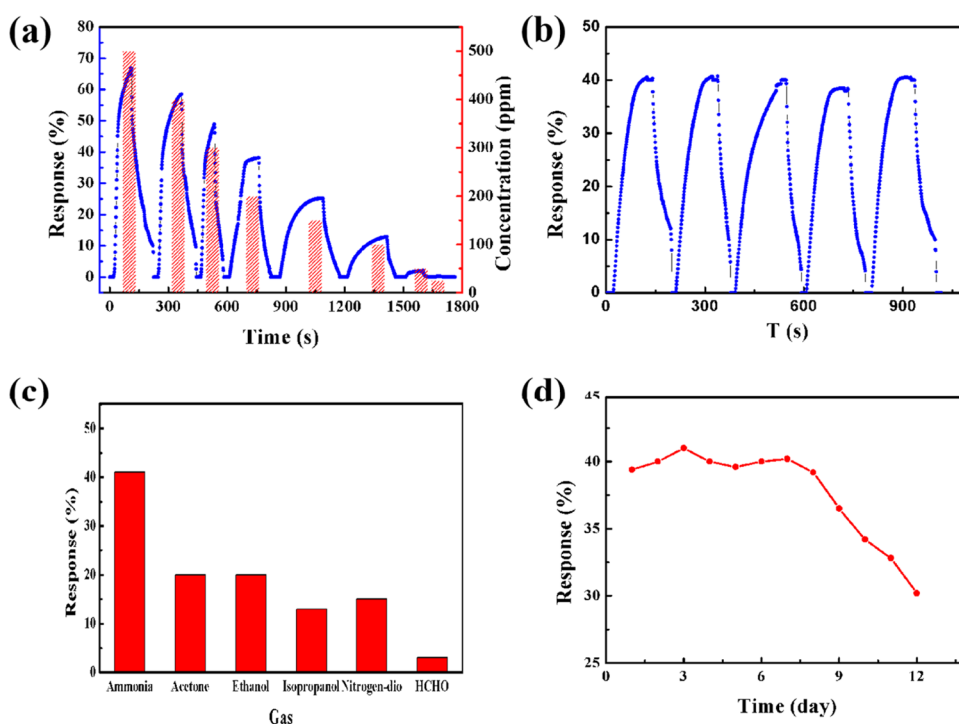 (a)
80
70
60
50
40
30
20
10
0
Response (%)
0 300 600 900 1200 1500 1800
Time (s)
500
400
300
200
100
0
Concentration (ppm)
(b)
50
40
30
20
10
0
Response (%)
0 300 600 900
T (s)
(c)
50
40
30
20
10
0
Response (%)
Ammonia Acetone Ethanol Isopropanol Nitrogen-dio HCHO
Gas
(d)
45
40
35
30
25
Response (%)
0 3 6 9 12
Time (day)